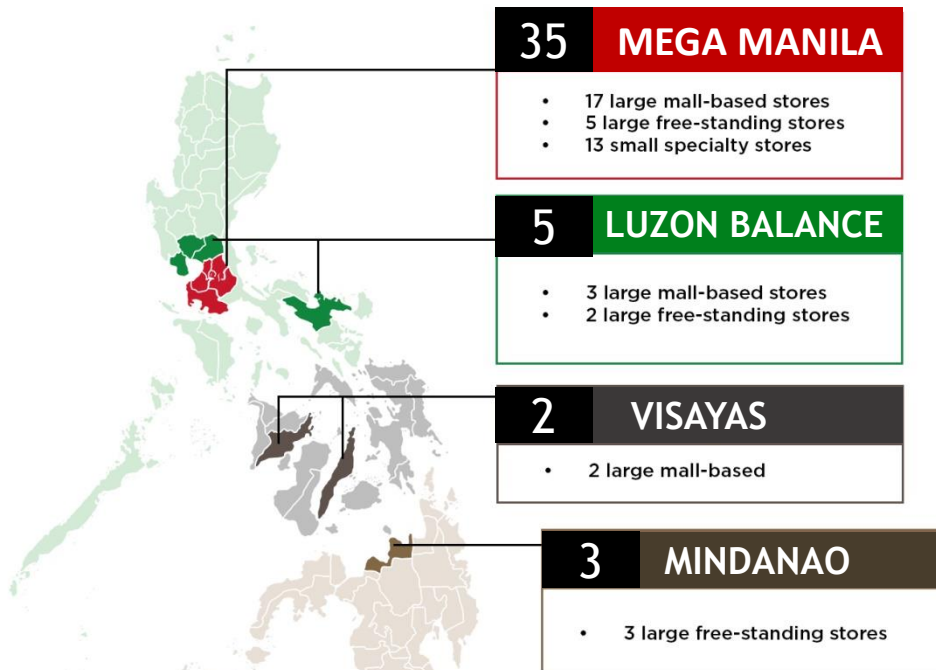 35 MEGA MANILA
• 17 large mall-based stores
• 5 large free-standing stores
• 13 small specialty stores
5 LUZON BALANCE
• 3 large mall-based stores
• 2 large free-standing stores
2 VISAYAS
• 2 large mall-based
3 MINDANAO
• 3 large free-standing stores